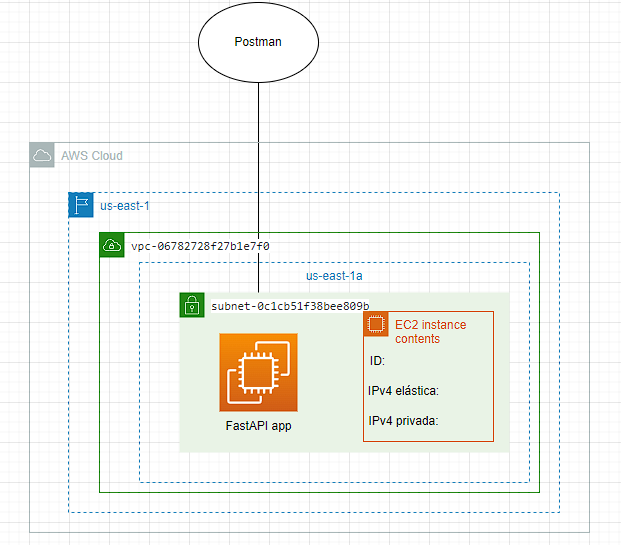 Postman
AWS Cloud
us-east-1
vpc-06782728f27b1e7f0
us-east-1a
subnet-0c1cb51f38bee809b
EC2 instance
contents
ID:
IPv4 elástica:
IPv4 privada:
FastAPI app